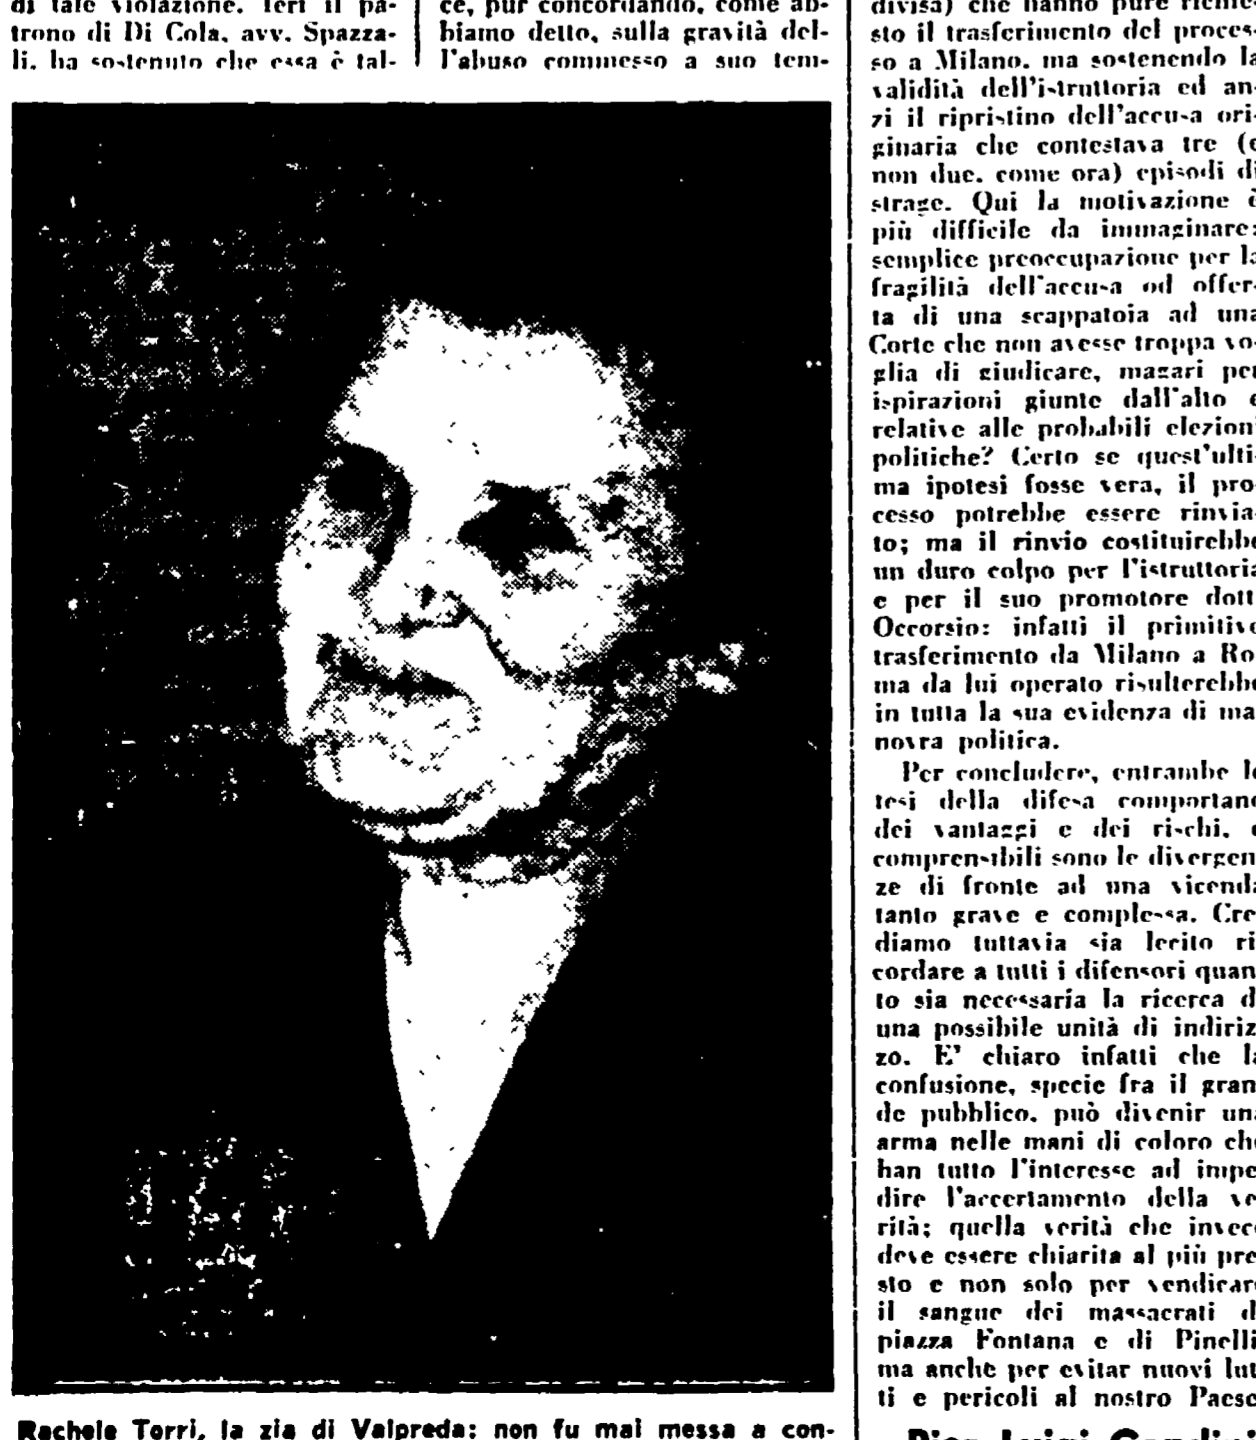 di tale violazione. Ieri il pa-
trono di Di Cola, avv. Spazza-
li, ha sostenuto che essa è tal-
ce, pur concordando, come ab-
biamo detto, sulla gravità del-
l'abuso commesso a suo tem-
Rachele Torri, la zia di Valpreda: non fu mai messa a con-
divisa) che hanno pure richie-
sto il trasferimento del proces-
so a Milano, ma sostenendo la
validità dell'istruttoria ed an-
zi il ripristino dell'accusa ori-
ginaria che contestava tre (e
non due, come ora) episodi di
strage. Qui la motivazione è
più difficile da immaginare:
semplice preoccupazione per la
fragilità dell'accusa od offer-
ta di una scappatoia ad una
Corte che non avesse troppa vo-
glia di giudicare, magari per
ispirazioni giunte dall'alto e
relative alle probabili elezioni
politiche? Certo se quest'ulti-
ma ipotesi fosse vera, il pro-
cesso potrebbe essere rinvia-
to; ma il rinvio costituirebbe
un duro colpo per l'istruttoria
e per il suo promotore dott.
Occorsio: infatti il primitivo
trasferimento da Milano a Ro
ma da lui operato risulterebbe
in tutta la sua evidenza di ma
novra politica.
Per concludere, entrambe le
tesi della difesa comportano
dei vantaggi e dei rischi, e
comprensibili sono le divergen
ze di fronte ad una vicenda
tanto grave e complessa. Cre
diamo tuttavia sia lecito ri
cordare a tutti i difensori quan
to sia necessaria la ricerca di
una possibile unità di indiriz
zo. E' chiaro infatti che la
confusione, specie fra il gran
de pubblico, può divenir una
arma nelle mani di coloro che
han tutto l'interesse ad impe
dire l'accertamento della ve
rità; quella verità che invece
deve essere chiarita al più pre
sto e non solo per vendicare
il sangue dei massacrati di
piazza Fontana e di Pinelli
ma anche per evitar nuovi lut
ti e pericoli al nostro Paese
Pier Luigi Gandini